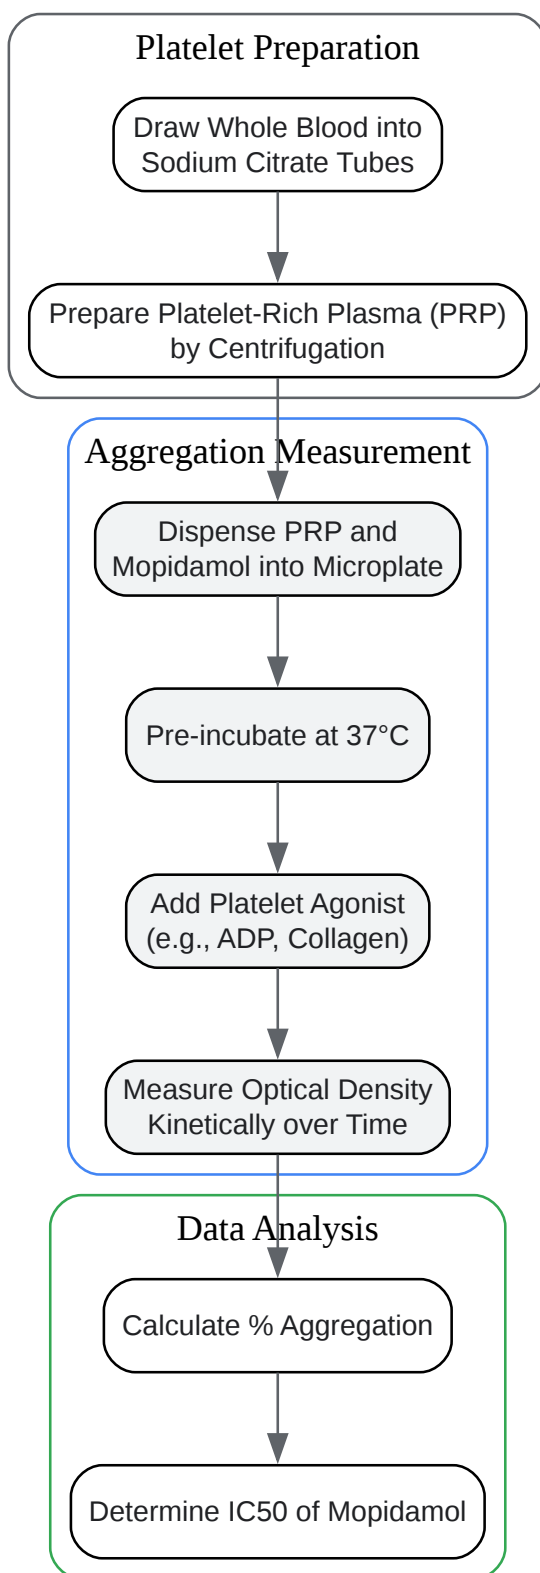 Platelet Preparation
Draw Whole Blood into
Sodium Citrate Tubes
Prepare Platelet-Rich Plasma (PRP)
by Centrifugation
Aggregation Measurement
Dispense PRP and
Mopidamol into Microplate
Pre-incubate at 37°C
Add Platelet Agonist
(e.g., ADP, Collagen)
Measure Optical Density
Kinetically over Time
Data Analysis
Calculate % Aggregation
Determine IC50 of Mopidamol